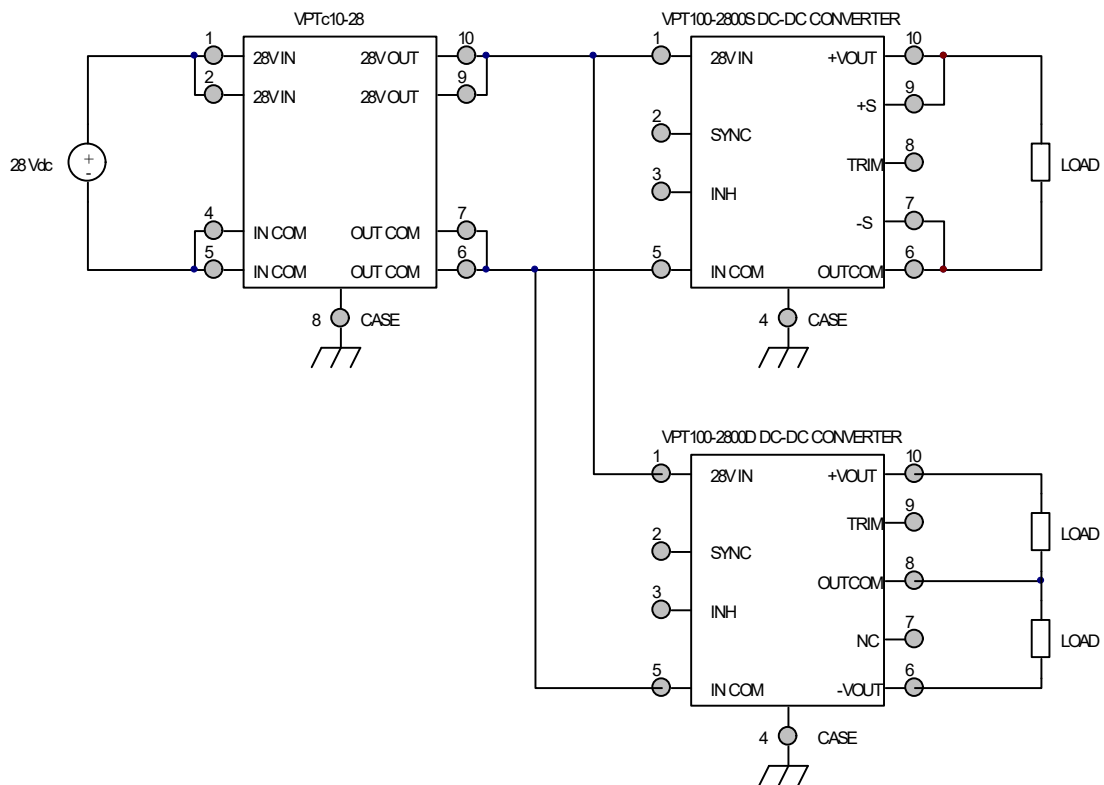 VPTc10-28
VPT100-2800S DC-DC CONVERTER
1 28V IN 28V OUT 10
2 28V IN 28V OUT 9
4 IN COM OUT COM 7
5 IN COM OUT COM 6
8 CASE
28 Vdc
+
-
1 28V IN +VOUT 10
+S 9
2 SYNC
TRIM 8
3 INH
-S 7
5 IN COM OUTCOM 6
4 CASE
LOAD
VPT100-2800D DC-DC CONVERTER
1 28V IN +VOUT 10
TRIM 9
2 SYNC
OUTCOM 8
3 INH
NC 7
5 IN COM -VOUT 6
4 CASE
LOAD
LOAD